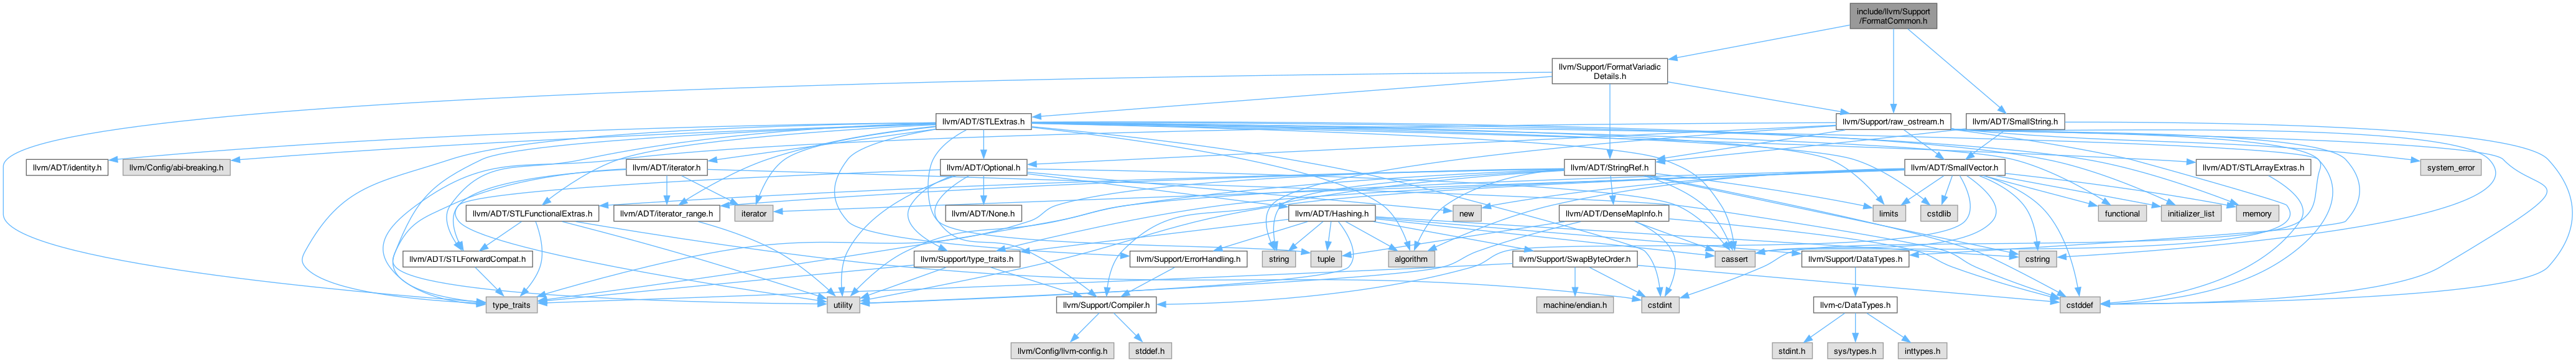 include/llvm/Support
/FormatCommon.h
llvm/Support/FormatVariadic
Details.h
llvm/ADT/STLExtras.h
llvm/Support/raw_ostream.h
llvm/ADT/SmallString.h
llvm/ADT/identity.h
llvm/Config/abi-breaking.h
llvm/ADT/iterator.h
llvm/ADT/Optional.h
llvm/ADT/StringRef.h
llvm/ADT/SmallVector.h
llvm/ADT/STLArrayExtras.h
system_error
llvm/ADT/STLFunctionalExtras.h
llvm/ADT/iterator_range.h
iterator
llvm/ADT/None.h
llvm/ADT/Hashing.h
new
llvm/ADT/DenseMapInfo.h
limits
cstdlib
functional
initializer_list
memory
llvm/ADT/STLForwardCompat.h
llvm/Support/type_traits.h
llvm/Support/ErrorHandling.h
string
tuple
algorithm
llvm/Support/SwapByteOrder.h
cassert
llvm/Support/DataTypes.h
cstring
type_traits
utility
llvm/Support/Compiler.h
machine/endian.h
cstdint
llvm-c/DataTypes.h
cstddef
llvm/Config/llvm-config.h
stddef.h
stdint.h
sys/types.h
inttypes.h